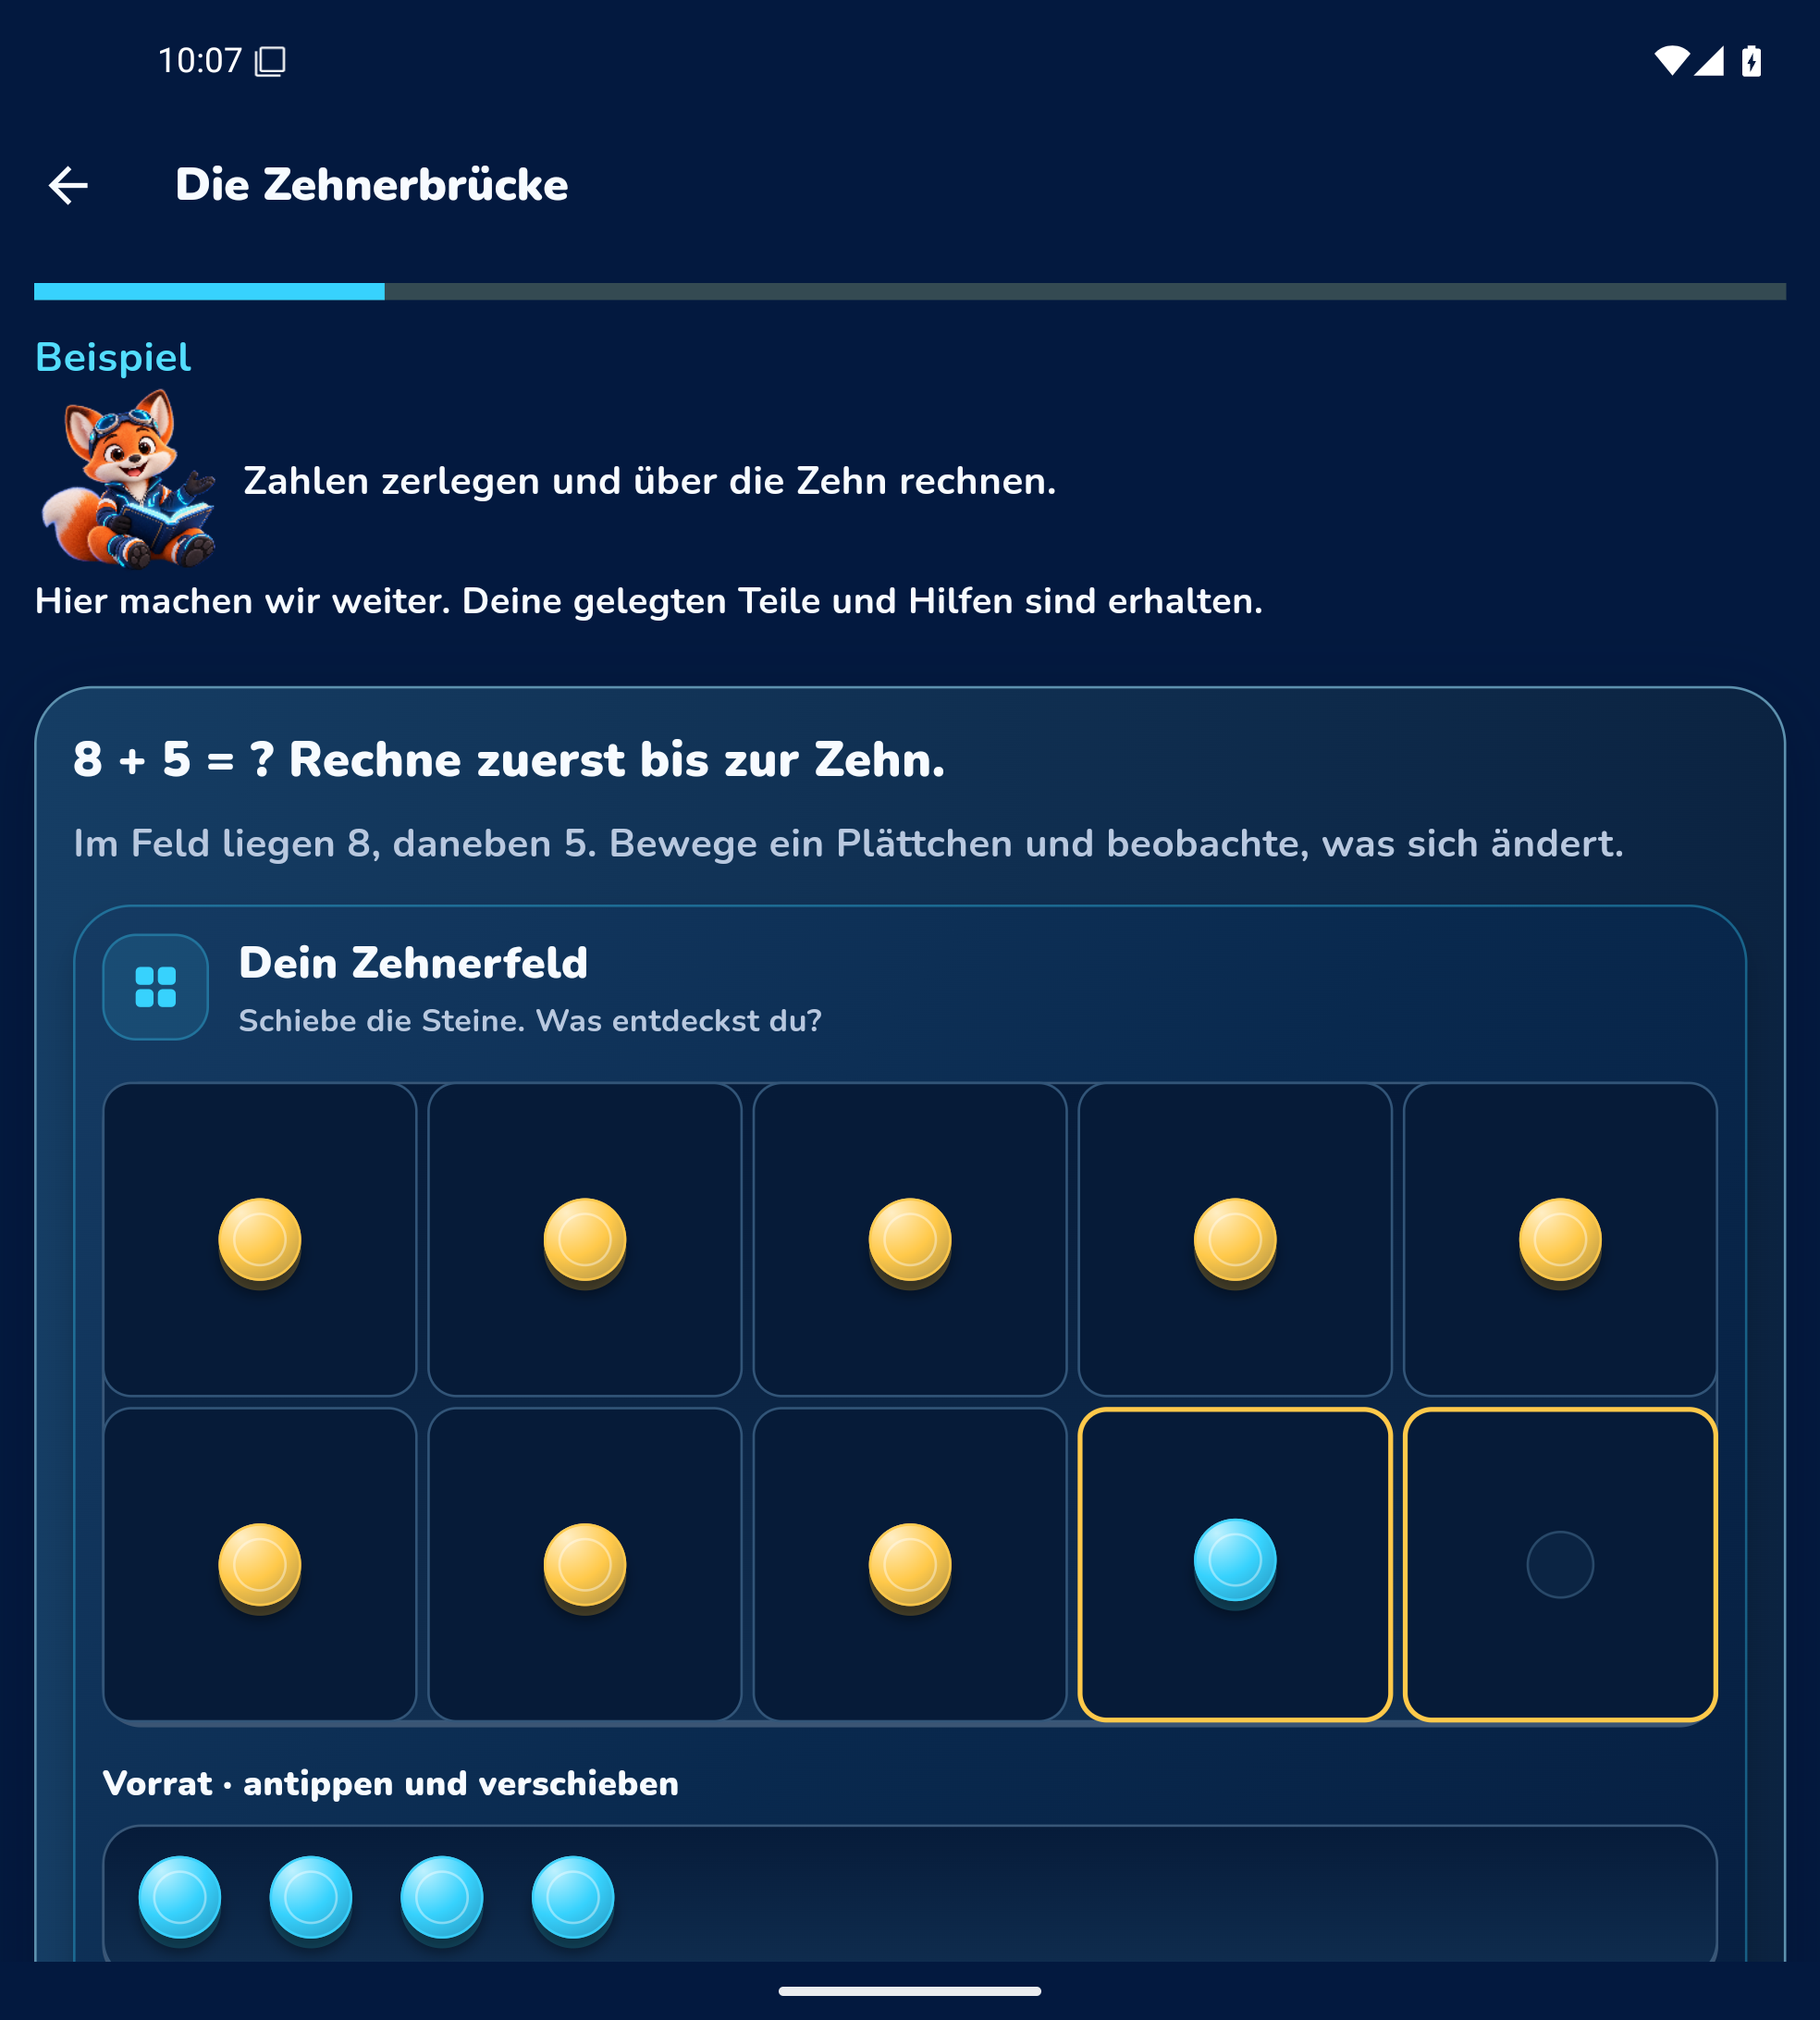 10:07
Die Zehnerbrücke
Beispiel
Zahlen zerlegen und über die Zehn rechnen.
Hier machen wir weiter. Deine gelegten Teile und Hilfen sind erhalten.
8 + 5 = ? Rechne zuerst bis zur Zehn.
Im Feld liegen 8, daneben 5. Bewege ein Plättchen und beobachte, was sich ändert.
Dein Zehnerfeld
Schiebe die Steine. Was entdeckst du?
Vorrat · antippen und verschieben